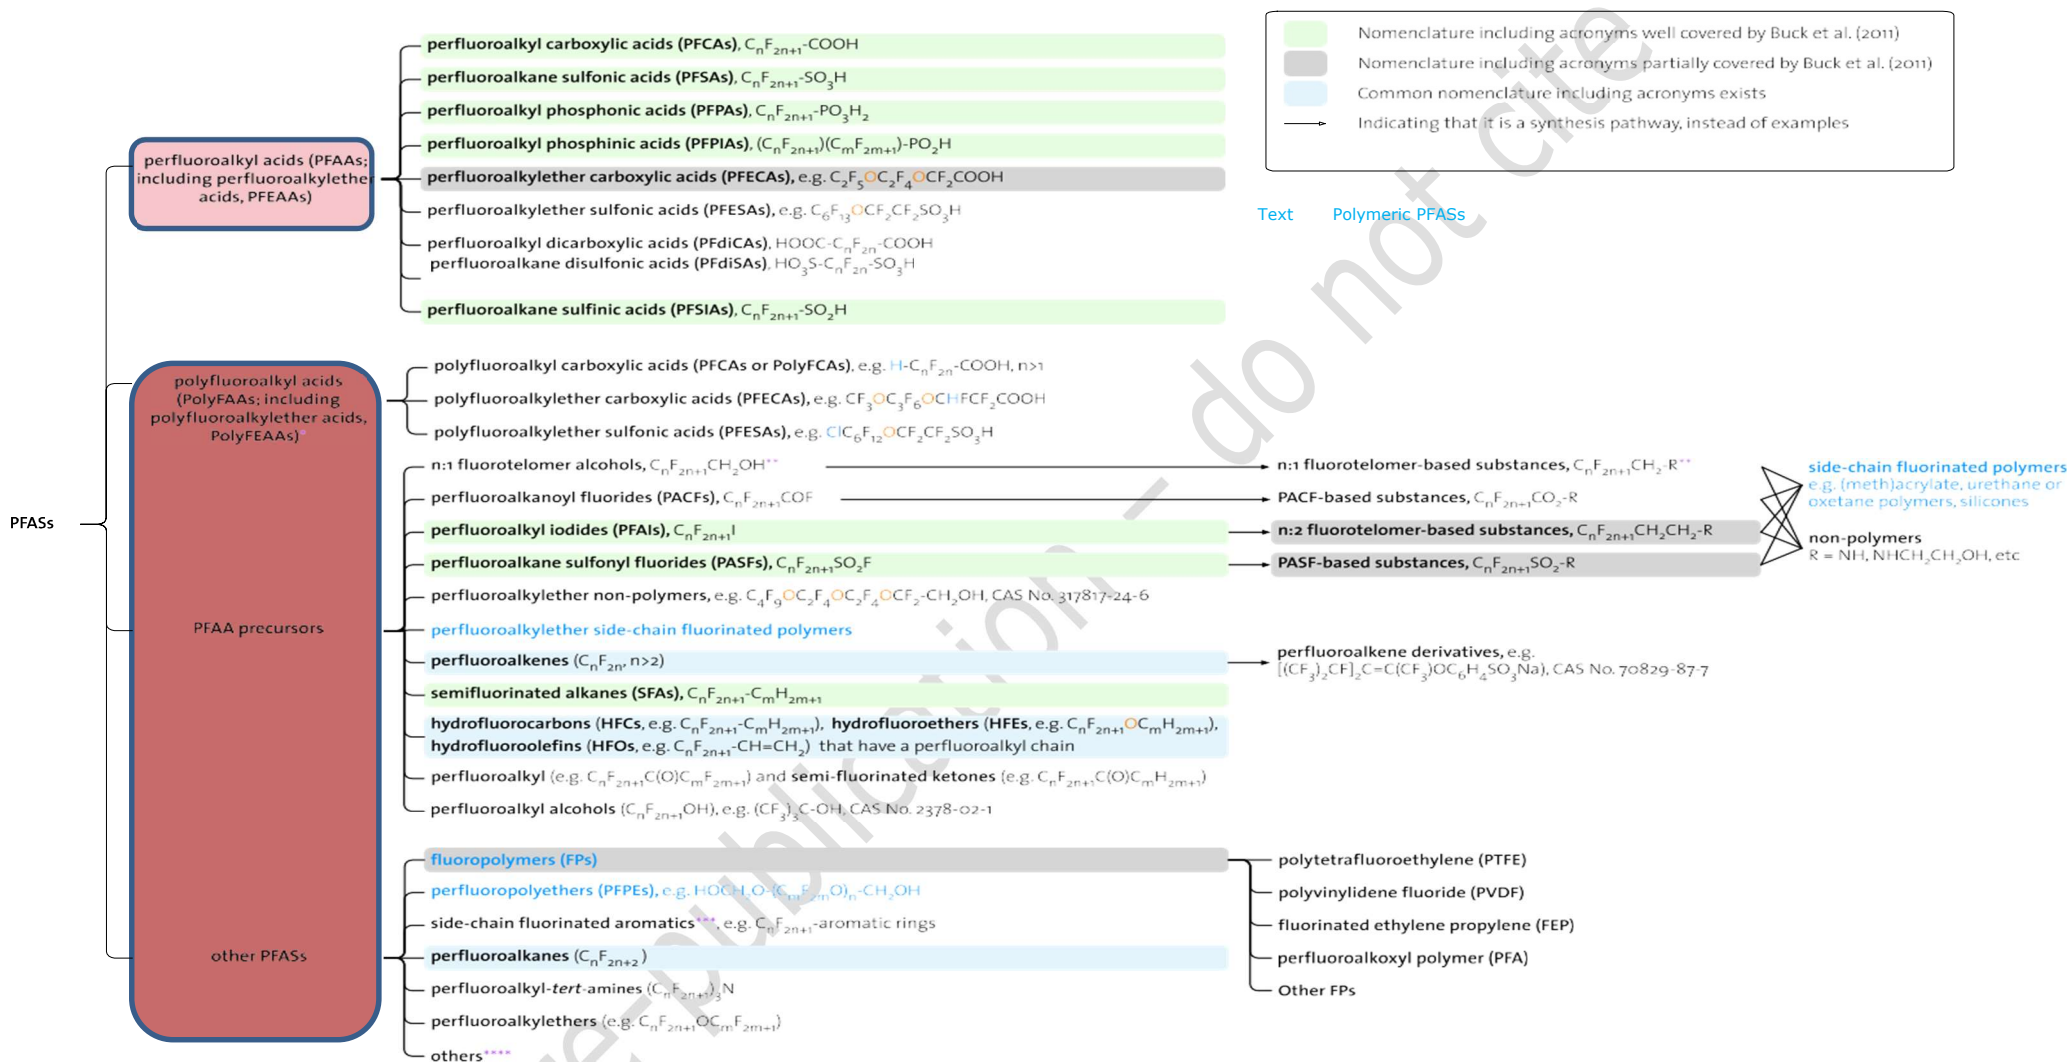 perfluoroalkyl carboxylic acids (PFCAs), CₙF₂ₙ₊₁-COOH
perfluoroalkane sulfonic acids (PFSAs), CₙF₂ₙ₊₁-SO₃H
perfluoroalkyl phosphonic acids (PFPAs), CₙF₂ₙ₊₁-PO₃H₂
perfluoroalkyl phosphinic acids (PFPIAs), (CₙF₂ₙ₊₁)(CₘF₂ₘ₊₁)-PO₂H
perfluoroalkylether carboxylic acids (PFECAs), e.g. C₂F₅OC₂F₄OCF₂COOH
perfluoroalkylether sulfonic acids (PFESAs), e.g. C₆F₁₃OCF₂CF₂SO₃H
perfluoroalkyl dicarboxylic acids (PFdiCAs), HOOC-CₙF₂ₙ-COOH
perfluoroalkane disulfonic acids (PFdiSAs), HO₃S-CₙF₂ₙ-SO₃H
perfluoroalkane sulfinic acids (PFSIAs), CₙF₂ₙ₊₁-SO₂H
perfluoroalkyl acids (PFAAs;
including perfluoroalkylether
acids, PFEAAs)
Nomenclature including acronyms well covered by Buck et al. (2011)
Nomenclature including acronyms partially covered by Buck et al. (2011)
Common nomenclature including acronyms exists
Indicating that it is a synthesis pathway, instead of examples
Text Polymeric PFASs
PFASs
polyfluoroalkyl acids
(PolyFAAs; including
polyfluoroalkylether acids,
PolyFEAAs)*
polyfluoroalkyl carboxylic acids (PFCAs or PolyFCAs), e.g. H-CₙF₂ₙ-COOH, n>1
polyfluoroalkylether carboxylic acids (PFECAs), e.g. CF₃OC₃F₆OCHFCF₂COOH
polyfluoroalkylether sulfonic acids (PFESAs), e.g. ClC₆F₁₂OCF₂CF₂SO₃H
PFAA precursors
n:1 fluorotelomer alcohols, CₙF₂ₙ₊₁CH₂OH**
perfluoroalkanoyl fluorides (PACFs), CₙF₂ₙ₊₁COF
perfluoroalkyl iodides (PFAIs), CₙF₂ₙ₊₁I
perfluoroalkane sulfonyl fluorides (PASFs), CₙF₂ₙ₊₁SO₂F
perfluoroalkylether non-polymers, e.g. C₄F₉OC₂F₄OC₂F₄OCF₂-CH₂OH, CAS No. 317817-24-6
perfluoroalkylether side-chain fluorinated polymers
perfluoroalkenes (CₙF₂ₙ, n>2)
semifluorinated alkanes (SFAs), CₙF₂ₙ₊₁-CₘH₂ₘ₊₁
hydrofluorocarbons (HFCs, e.g. CₙF₂ₙ₊₁-CₘH₂ₘ₊₁), hydrofluoroethers (HFEs, e.g. CₙF₂ₙ₊₁OCₘH₂ₘ₊₁),
hydrofluoroolefins (HFOs, e.g. CₙF₂ₙ₊₁-CH=CH₂) that have a perfluoroalkyl chain
perfluoroalkyl (e.g. CₙF₂ₙ₊₁C(O)CₘF₂ₘ₊₁) and semi-fluorinated ketones (e.g. CₙF₂ₙ₊₁C(O)CₘH₂ₘ₊₁)
perfluoroalkyl alcohols (CₙF₂ₙ₊₁OH), e.g. (CF₃)₃C-OH, CAS No. 2378-02-1
n:1 fluorotelomer-based substances, CₙF₂ₙ₊₁CH₂-R**
PACF-based substances, CₙF₂ₙ₊₁CO₂-R
n:2 fluorotelomer-based substances, CₙF₂ₙ₊₁CH₂CH₂-R
PASF-based substances, CₙF₂ₙ₊₁SO₂-R
perfluoroalkene derivatives, e.g.
[(CF₃)₂CF]₂C=C(CF₃)OC₆H₄SO₃Na), CAS No. 70829-87-7
side-chain fluorinated polymers
e.g. (meth)acrylate, urethane or
oxetane polymers, silicones
non-polymers
R = NH, NHCH₂CH₂OH, etc
other PFASs
fluoropolymers (FPs)
perfluoropolyethers (PFPEs), e.g. HOCH₂O-(CₘF₂ₘO)ₙ-CH₂OH
side-chain fluorinated aromatics***, e.g. CₙF₂ₙ₊₁-aromatic rings
perfluoroalkanes (CₙF₂ₙ₊₂)
perfluoroalkyl-tert-amines (CₙF₂ₙ₊₁)₃N
perfluoroalkylethers (e.g. CₙF₂ₙ₊₁OCₘF₂ₘ₊₁)
others****
polytetrafluoroethylene (PTFE)
polyvinylidene fluoride (PVDF)
fluorinated ethylene propylene (FEP)
perfluoroalkoxyl polymer (PFA)
Other FPs
re-publication – do not cite